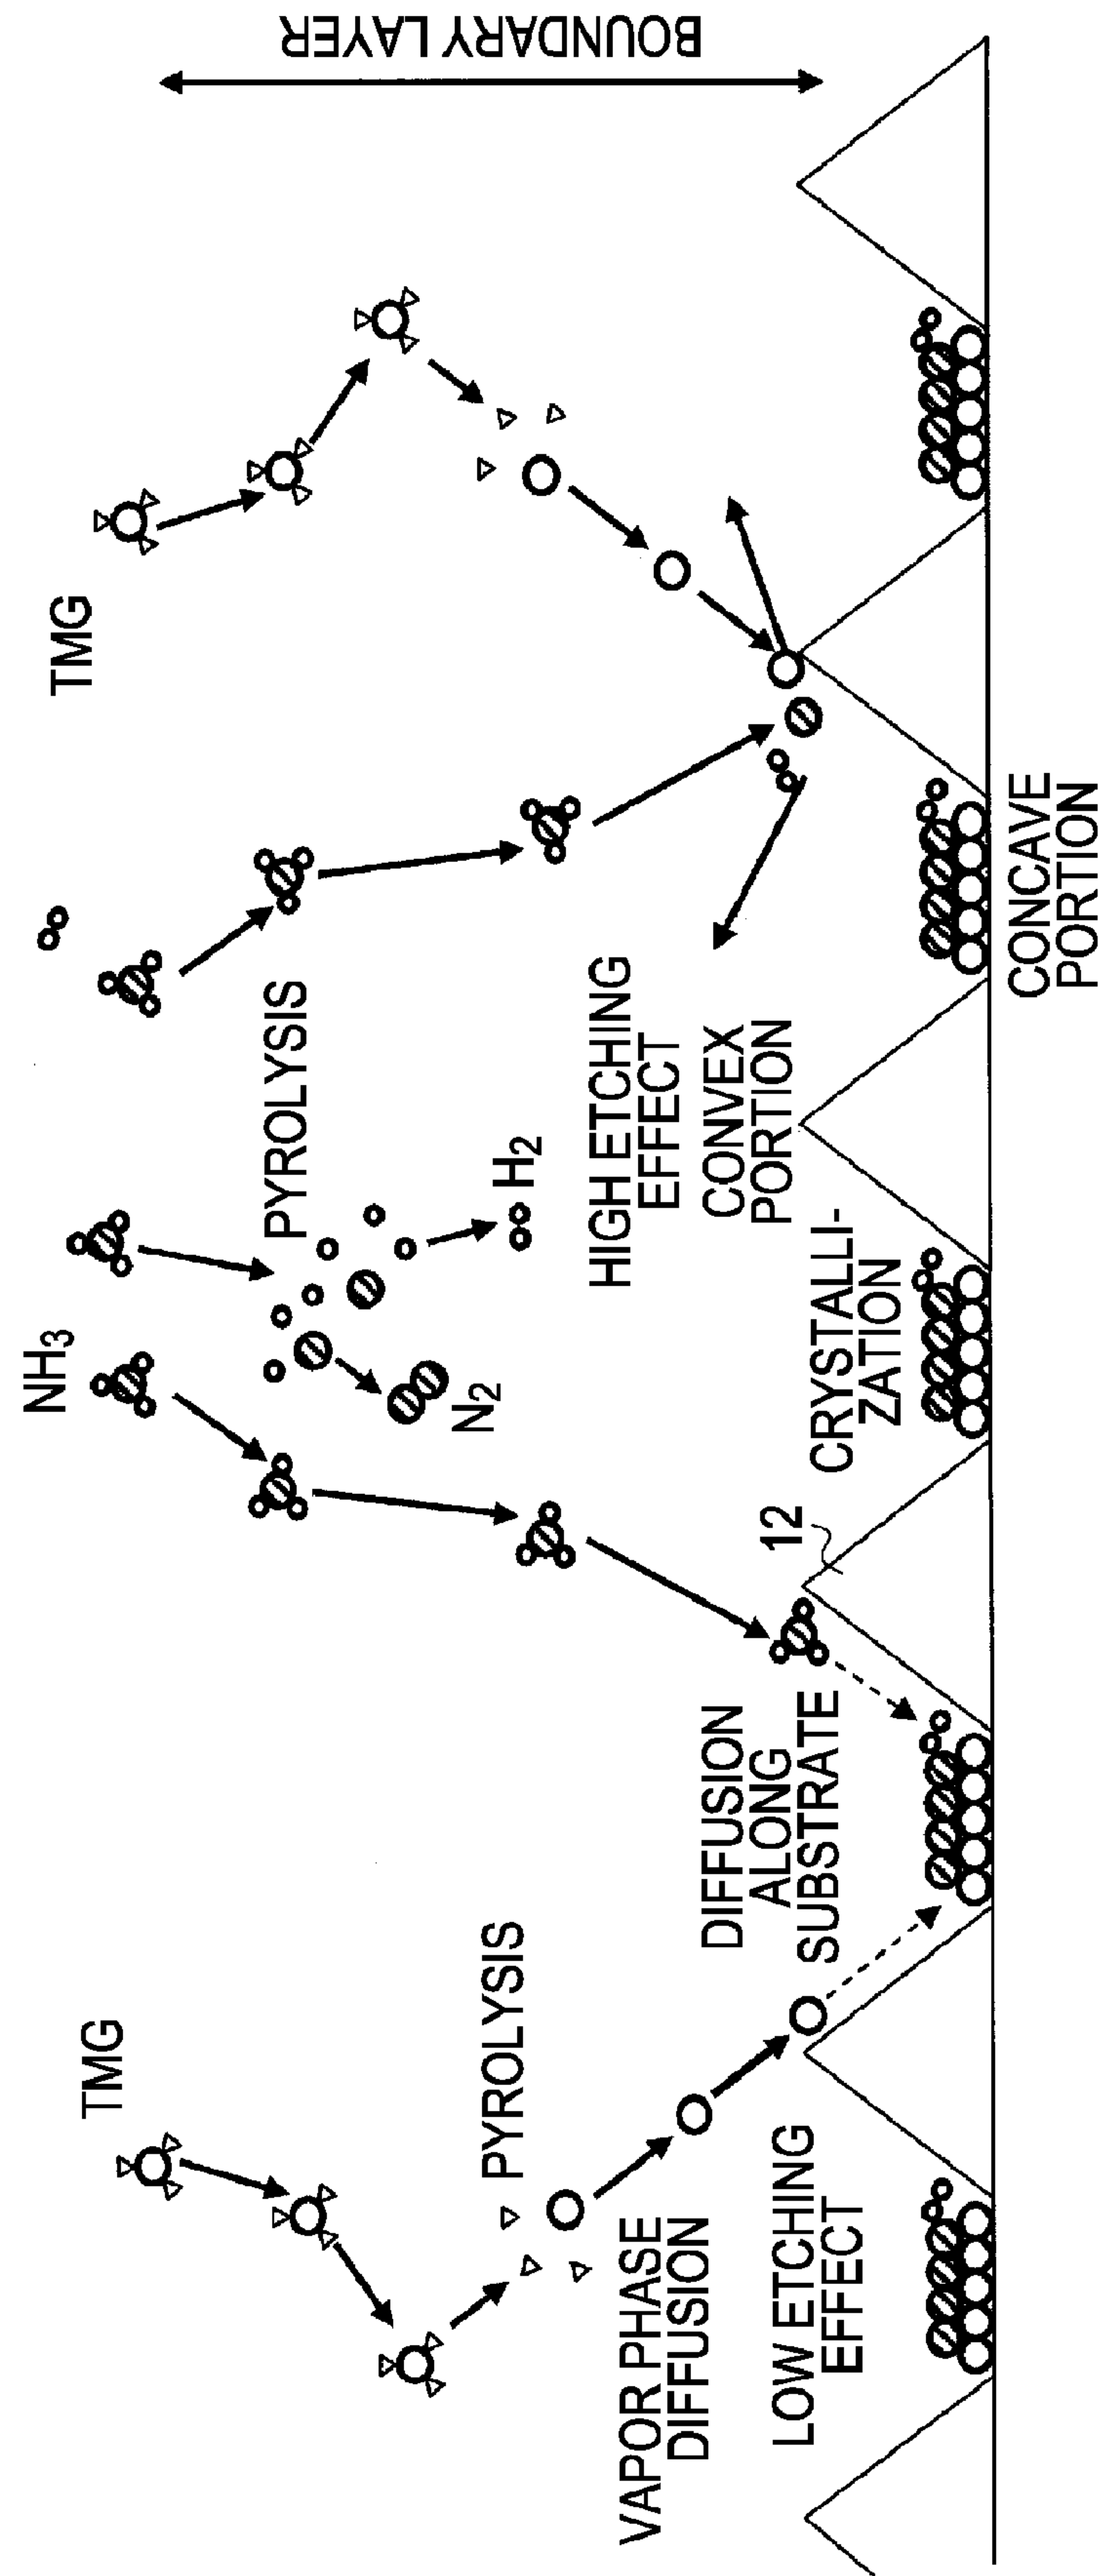 TMG
NH₃
TMG
BOUNDARY LAYER
PYROLYSIS
N₂
H₂
PYROLYSIS
VAPOR PHASE
DIFFUSION
LOW ETCHING
EFFECT
DIFFUSION
ALONG
SUBSTRATE
12
CRYSTALLI-
ZATION
HIGH ETCHING
EFFECT
CONVEX
PORTION
CONCAVE
PORTION